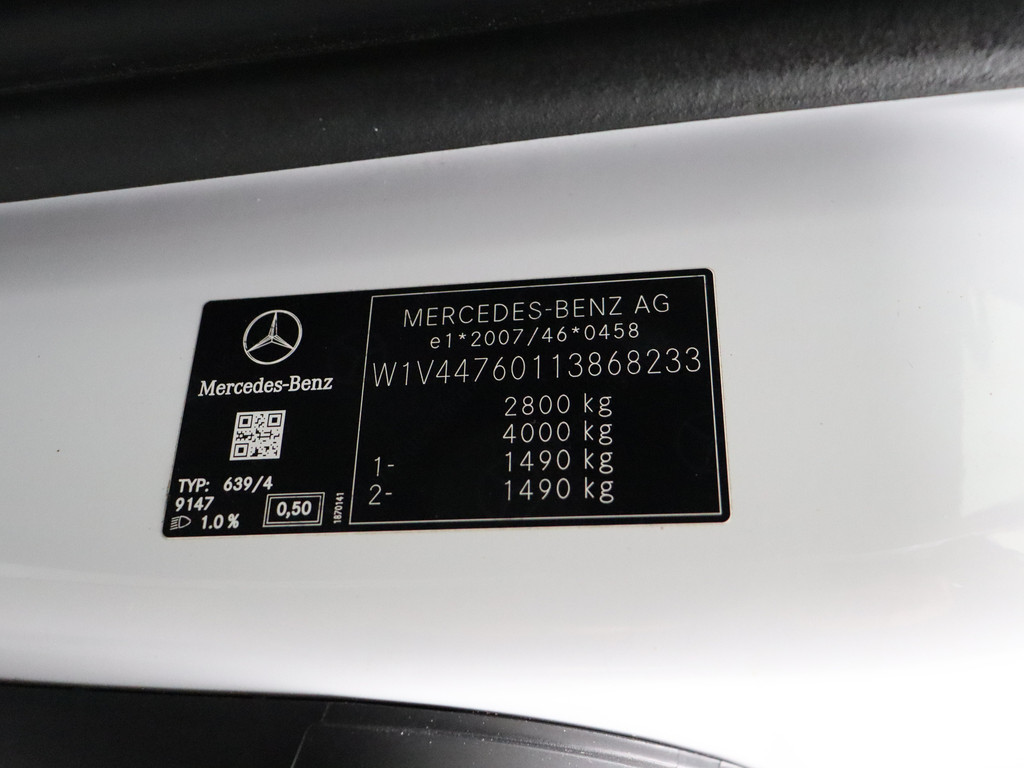 Mercedes-Benz
TYP: 639/4
9147
1.0 %
0,50
1870141
MERCEDES-BENZ AG
e1*2007/46*0458
W1V44760113868233
2800 kg
4000 kg
1- 1490 kg
2- 1490 kg